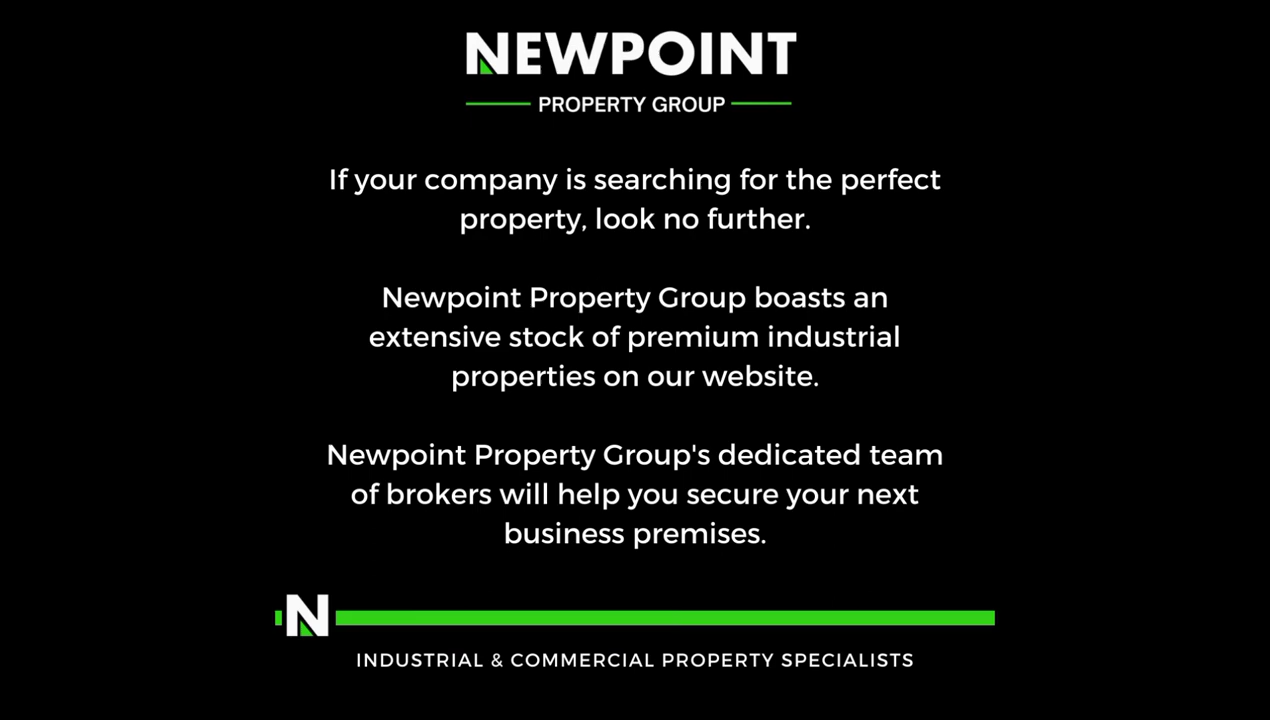 NEWPOINT
PROPERTY GROUP
If your company is searching for the perfect
property, look no further.
Newpoint Property Group boasts an
extensive stock of premium industrial
properties on our website.
Newpoint Property Group's dedicated team
of brokers will help you secure your next
business premises.
N
INDUSTRIAL & COMMERCIAL PROPERTY SPECIALISTS